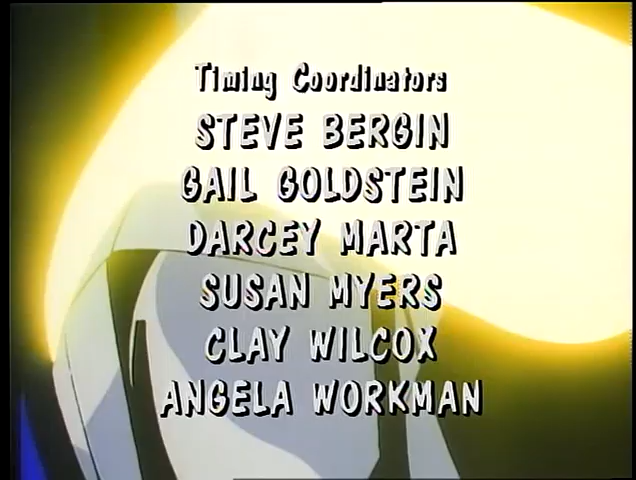 Timing Coordinators
STEVE BERGIN
GAIL GOLDSTEIN
DARCEY MARTA
SUSAN MYERS
CLAY WILCOX
ANGELA WORKMAN